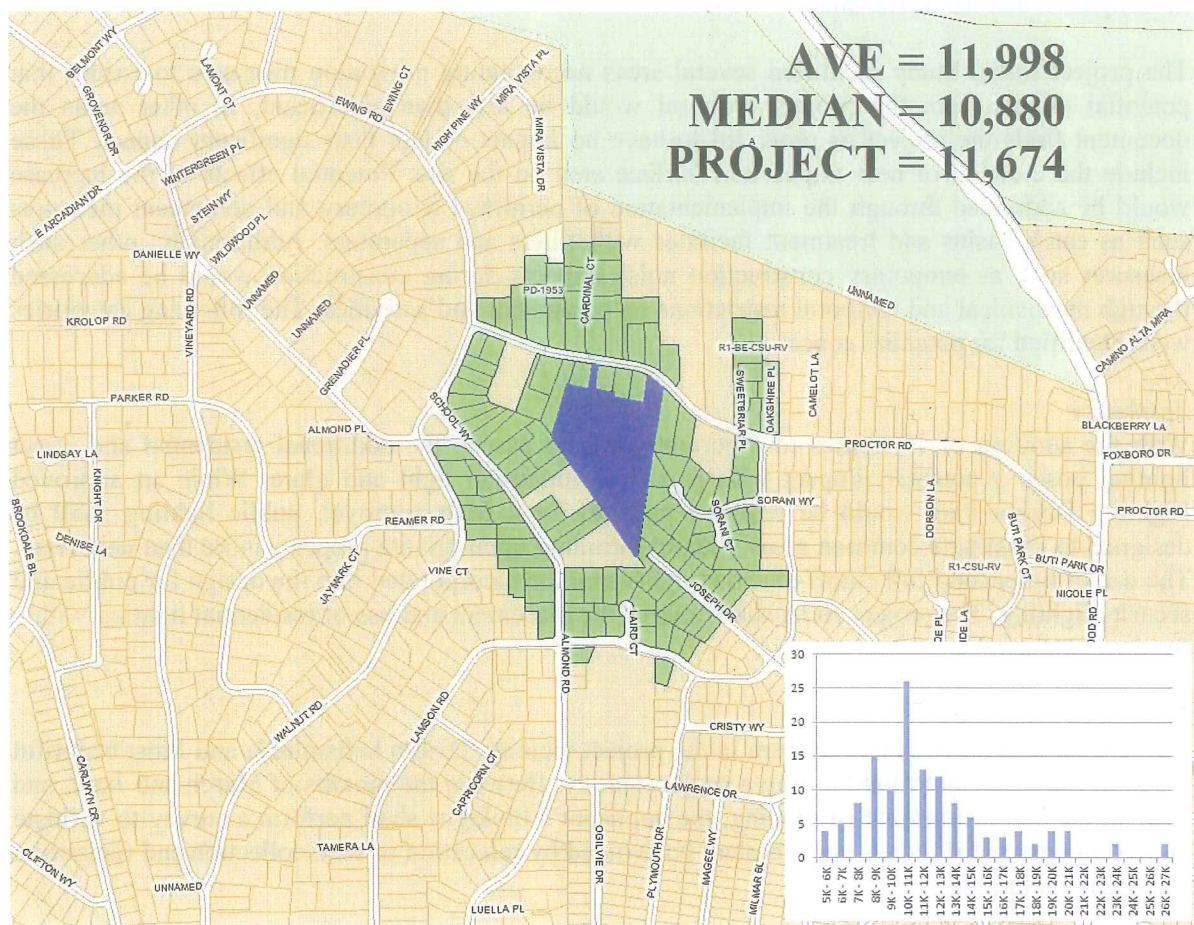 AVE = 11,998
MEDIAN = 10,880
PROJECT = 11,674
BELMONT WY
GROVENOR DR
LAMONT CT
EWING RD
EWING CT
HIGH PINE WY
MIRA VISTA PL
MIRA VISTA DR
E ARCADIAN DR
WINTERGREEN PL
STEIN WY
WILDWOOD PL
DANIELLE WY
UNNAMED
UNNAMED
KROLOP RD
VINEYARD RD
GRENADIER PL
PD-1953
CARDINAL CT
UNNAMED
R1-BE-CSU-RV
SWEETBRIAR PL
OAKSHIRE PL
CAMELOT LA
CAMINO ALTA MIRA
PARKER RD
SCHOOL WY
ALMOND PL
LINDSAY LA
KNIGHT DR
PROCTOR RD
BLACKBERRY LA
FOXBORO DR
PROCTOR RD
BROOKDALE BL
DENISE LA
REAMER RD
JAYMARK CT
VINE CT
SORANI WY
SORANI CT
DORSON LA
BUTI PARK CT
BUTI PARK DR
R1-CSU-RV
NICOLE PL
JOSEPH DR
LAIRD CT
ALMOND RD
DE PL
IDE LA
OOD RD
WALNUT RD
LAMSON RD
CAPRICORN CT
CRISTY WY
LAWRENCE DR
CARLWYN DR
CLIFTON WY
TAMERA LA
UNNAMED
LUELLA PL
OGILVIE DR
PLYMOUTH DR
MAGEE WY
MILMAR BL
30
25
20
15
10
5
0
5K - 6K
6K - 7K
7K - 8K
8K - 9K
9K - 10K
10K - 11K
11K - 12K
12K - 13K
13K - 14K
14K - 15K
15K - 16K
16K - 17K
17K - 18K
18K - 19K
19K - 20K
20K - 21K
21K - 22K
22K - 23K
23K - 24K
24K - 25K
25K - 26K
26K - 27K